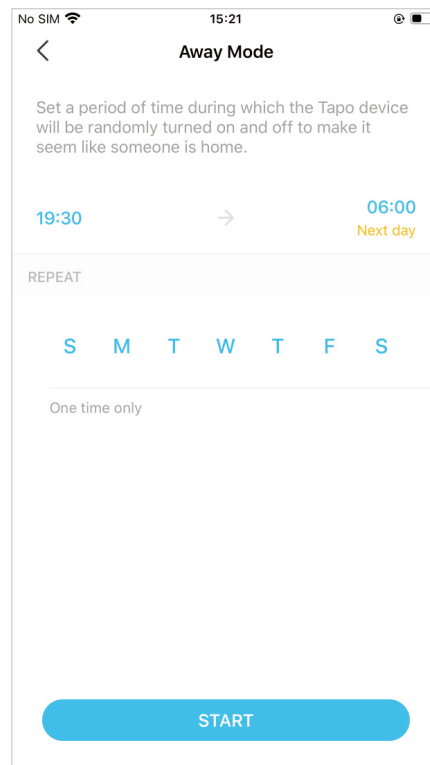 No SIM 15:21
Away Mode
Set a period of time during which the Tapo device
will be randomly turned on and off to make it
seem like someone is home.
19:30 → 06:00
Next day
REPEAT
S M T W T F S
One time only
START